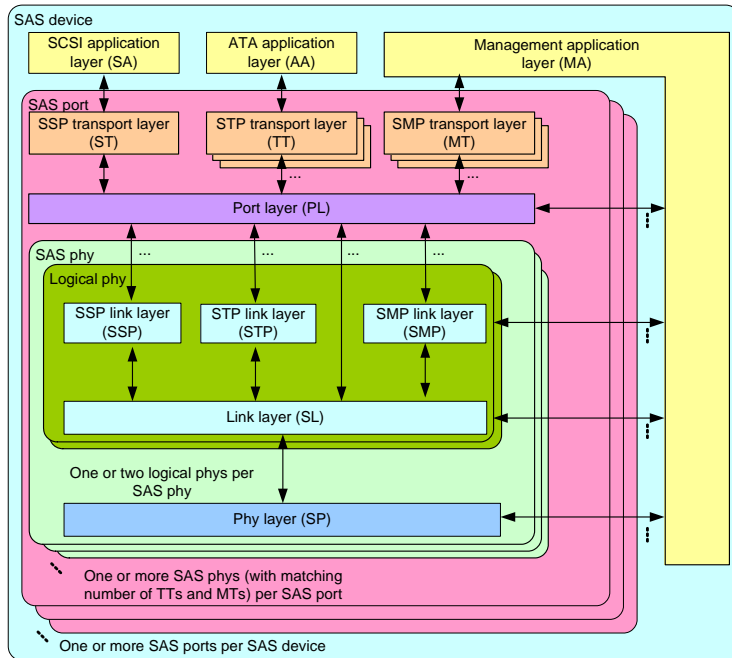 SAS device
SCSI application
layer (SA)
ATA application
layer (AA)
Management application
layer (MA)
SAS port
SSP transport layer
(ST)
STP transport layer
(TT)
SMP transport layer
(MT)
...
...
Port layer (PL)
SAS phy
...
...
...
...
Logical phy
SSP link layer
(SSP)
STP link layer
(STP)
SMP link layer
(SMP)
Link layer (SL)
One or two logical phys per
SAS phy
Phy layer (SP)
One or more SAS phys (with matching
number of TTs and MTs) per SAS port
One or more SAS ports per SAS device